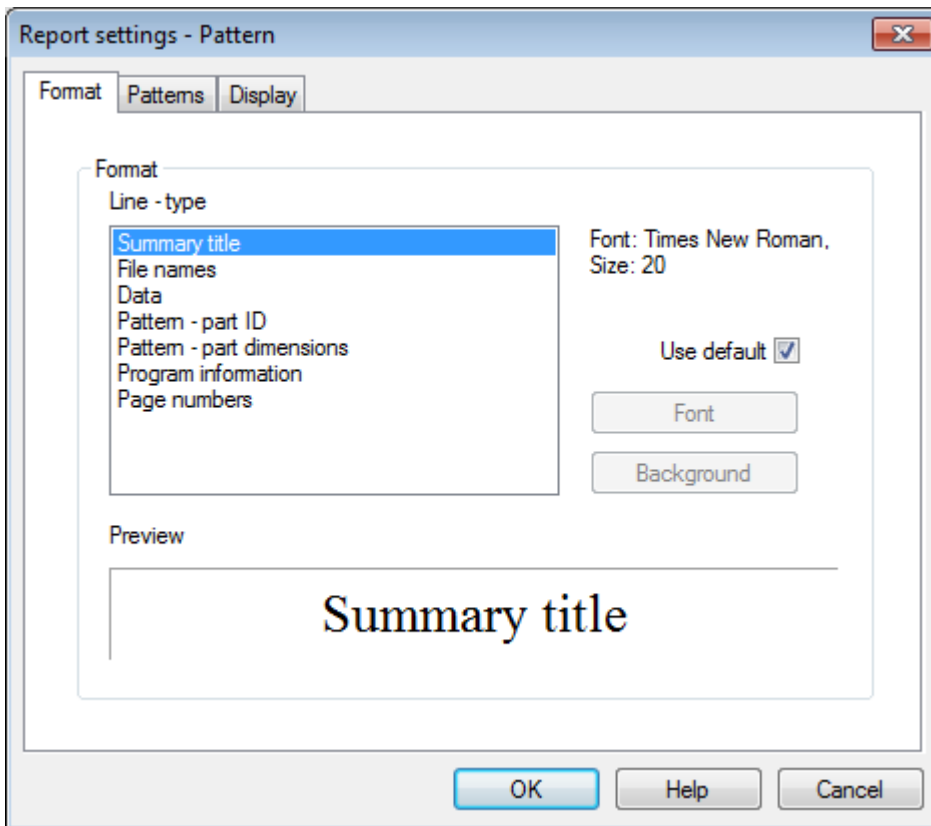 Report settings - Pattern
Format
Patterns
Display
Format
Line - type
Summary title
File names
Data
Pattern - part ID
Pattern - part dimensions
Program information
Page numbers
Font: Times New Roman,
Size: 20
Use default
Font
Background
Preview
Summary title
OK
Help
Cancel